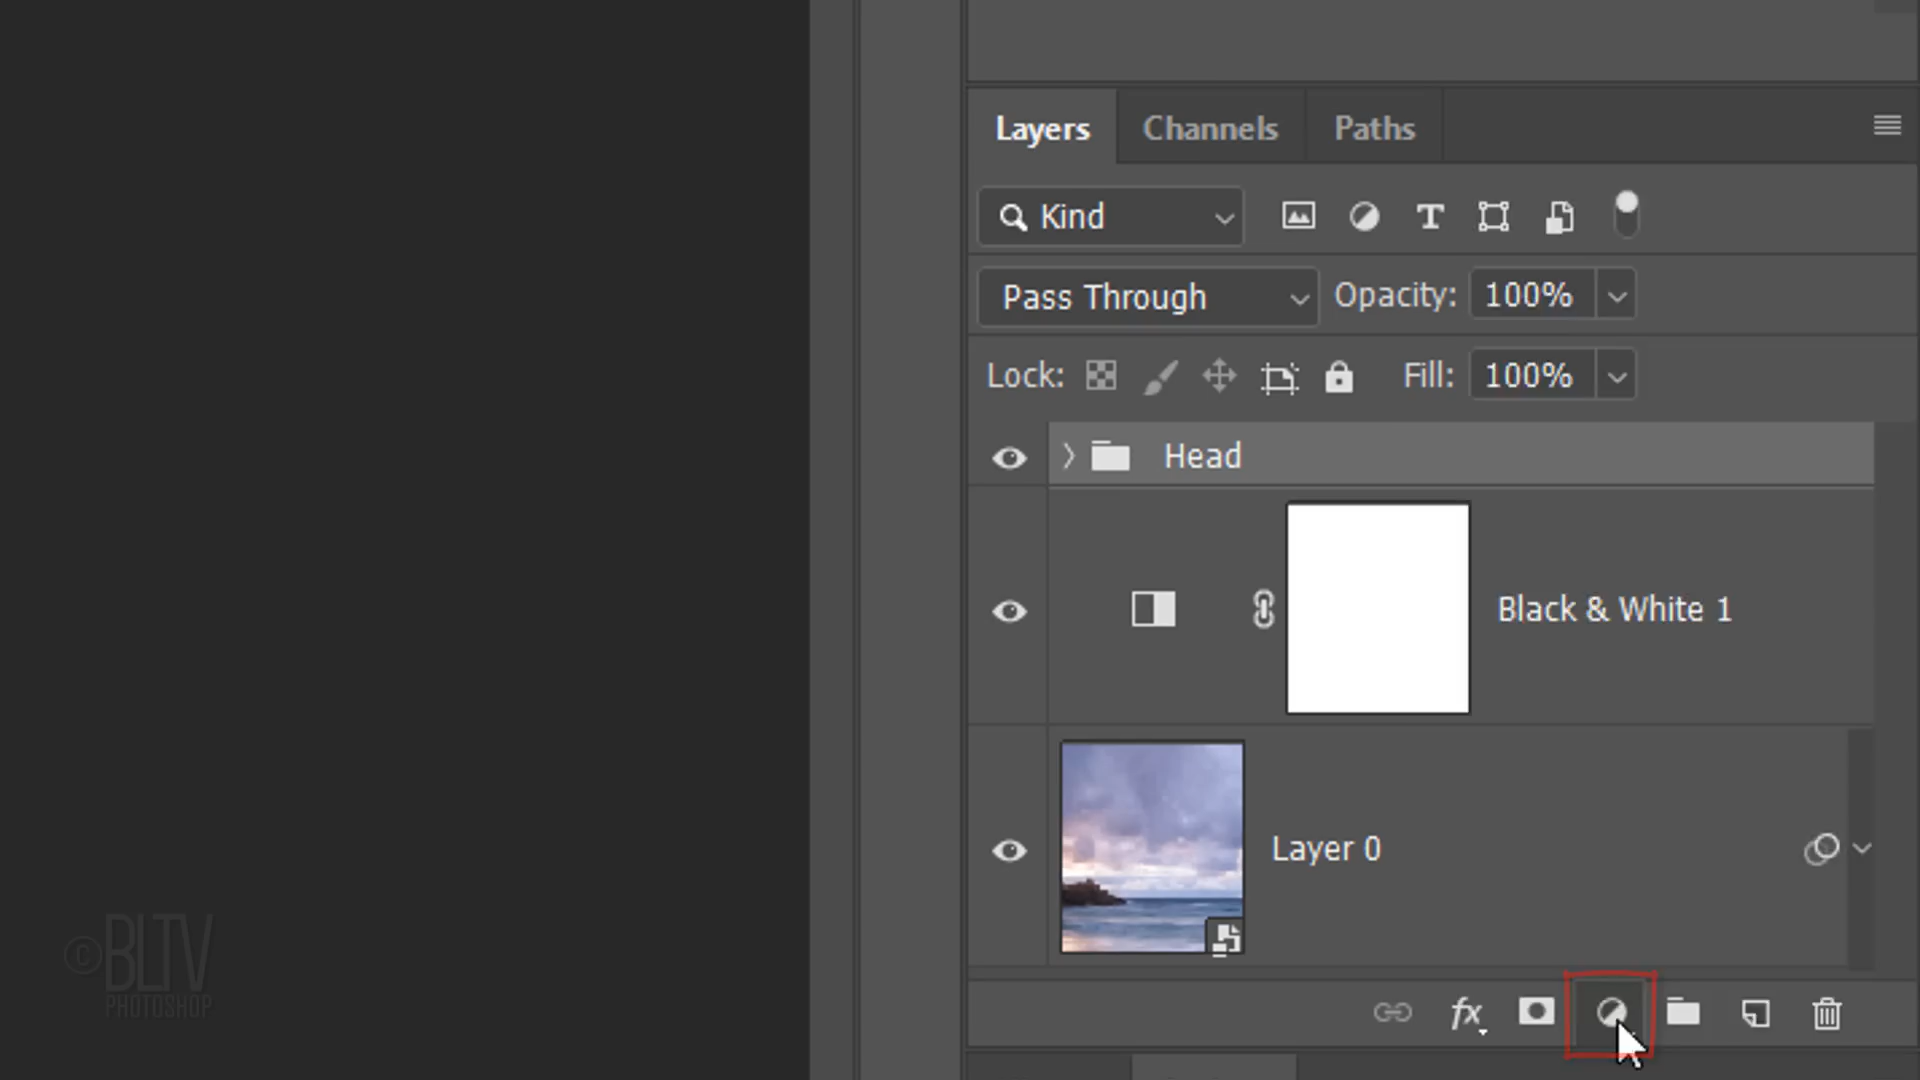 Layers Channels Paths
Kind
Pass Through Opacity: 100%
Lock: Fill: 100%
Head
Black & White 1
Layer 0
fx
©BLTV
PHOTOSHOP